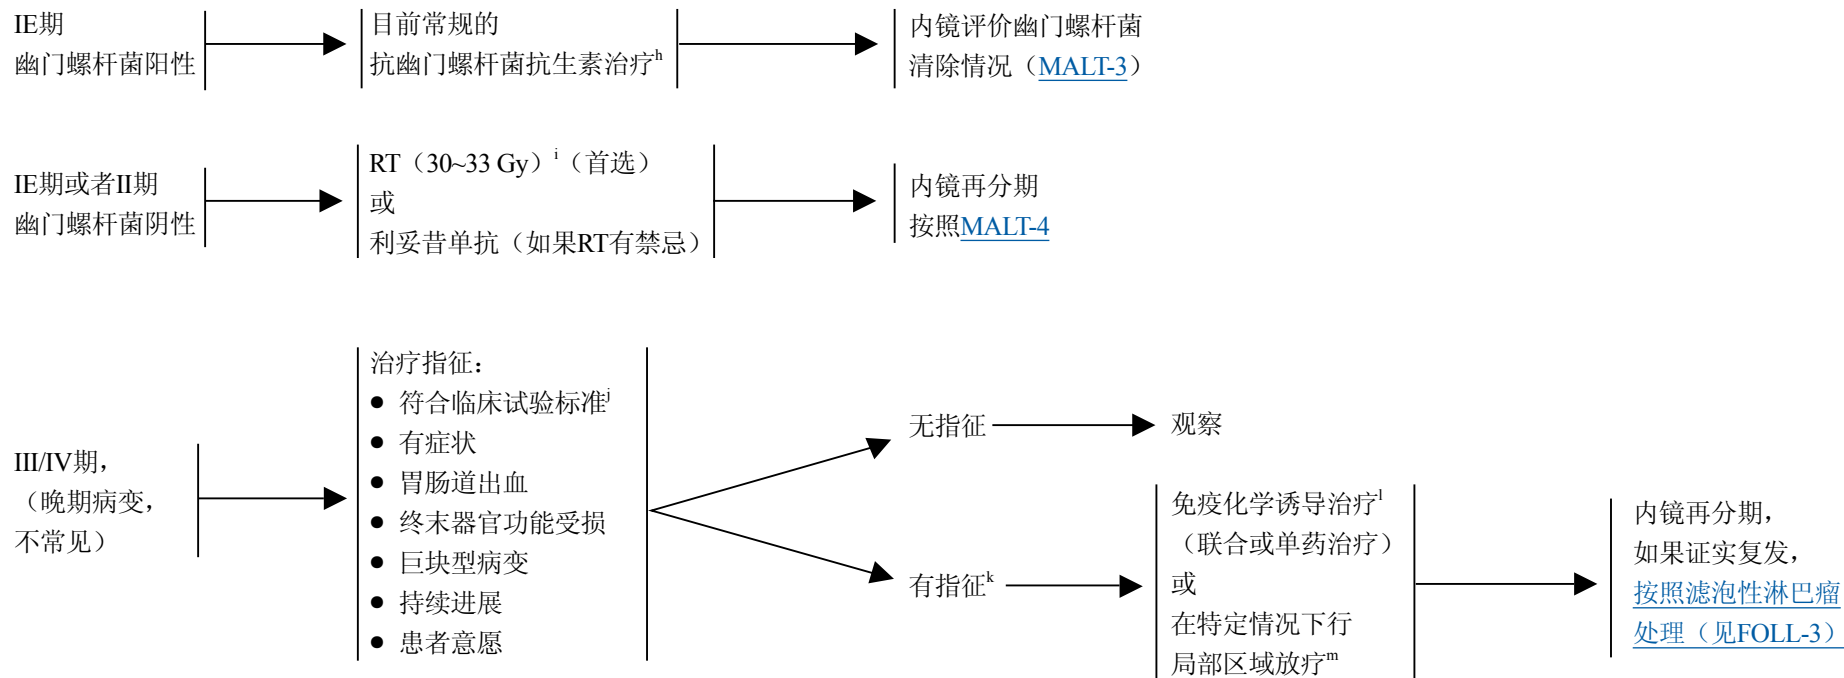 IE期
幽门螺杆菌阳性
目前常规的
抗幽门螺杆菌抗生素治疗h
内镜评价幽门螺杆菌
清除情况（MALT-3）
IE期或者II期
幽门螺杆菌阴性
RT（30~33 Gy）i（首选）
或
利妥昔单抗（如果RT有禁忌）
内镜再分期
按照MALT-4
III/IV期，
（晚期病变，
不常见）
治疗指征：
● 符合临床试验标准j
● 有症状
● 胃肠道出血
● 终末器官功能受损
● 巨块型病变
● 持续进展
● 患者意愿
无指征
观察
有指征k
免疫化学诱导治疗l
（联合或单药治疗）
或
在特定情况下行
局部区域放疗m
内镜再分期，
如果证实复发，
按照滤泡性淋巴瘤
处理（见FOLL-3）